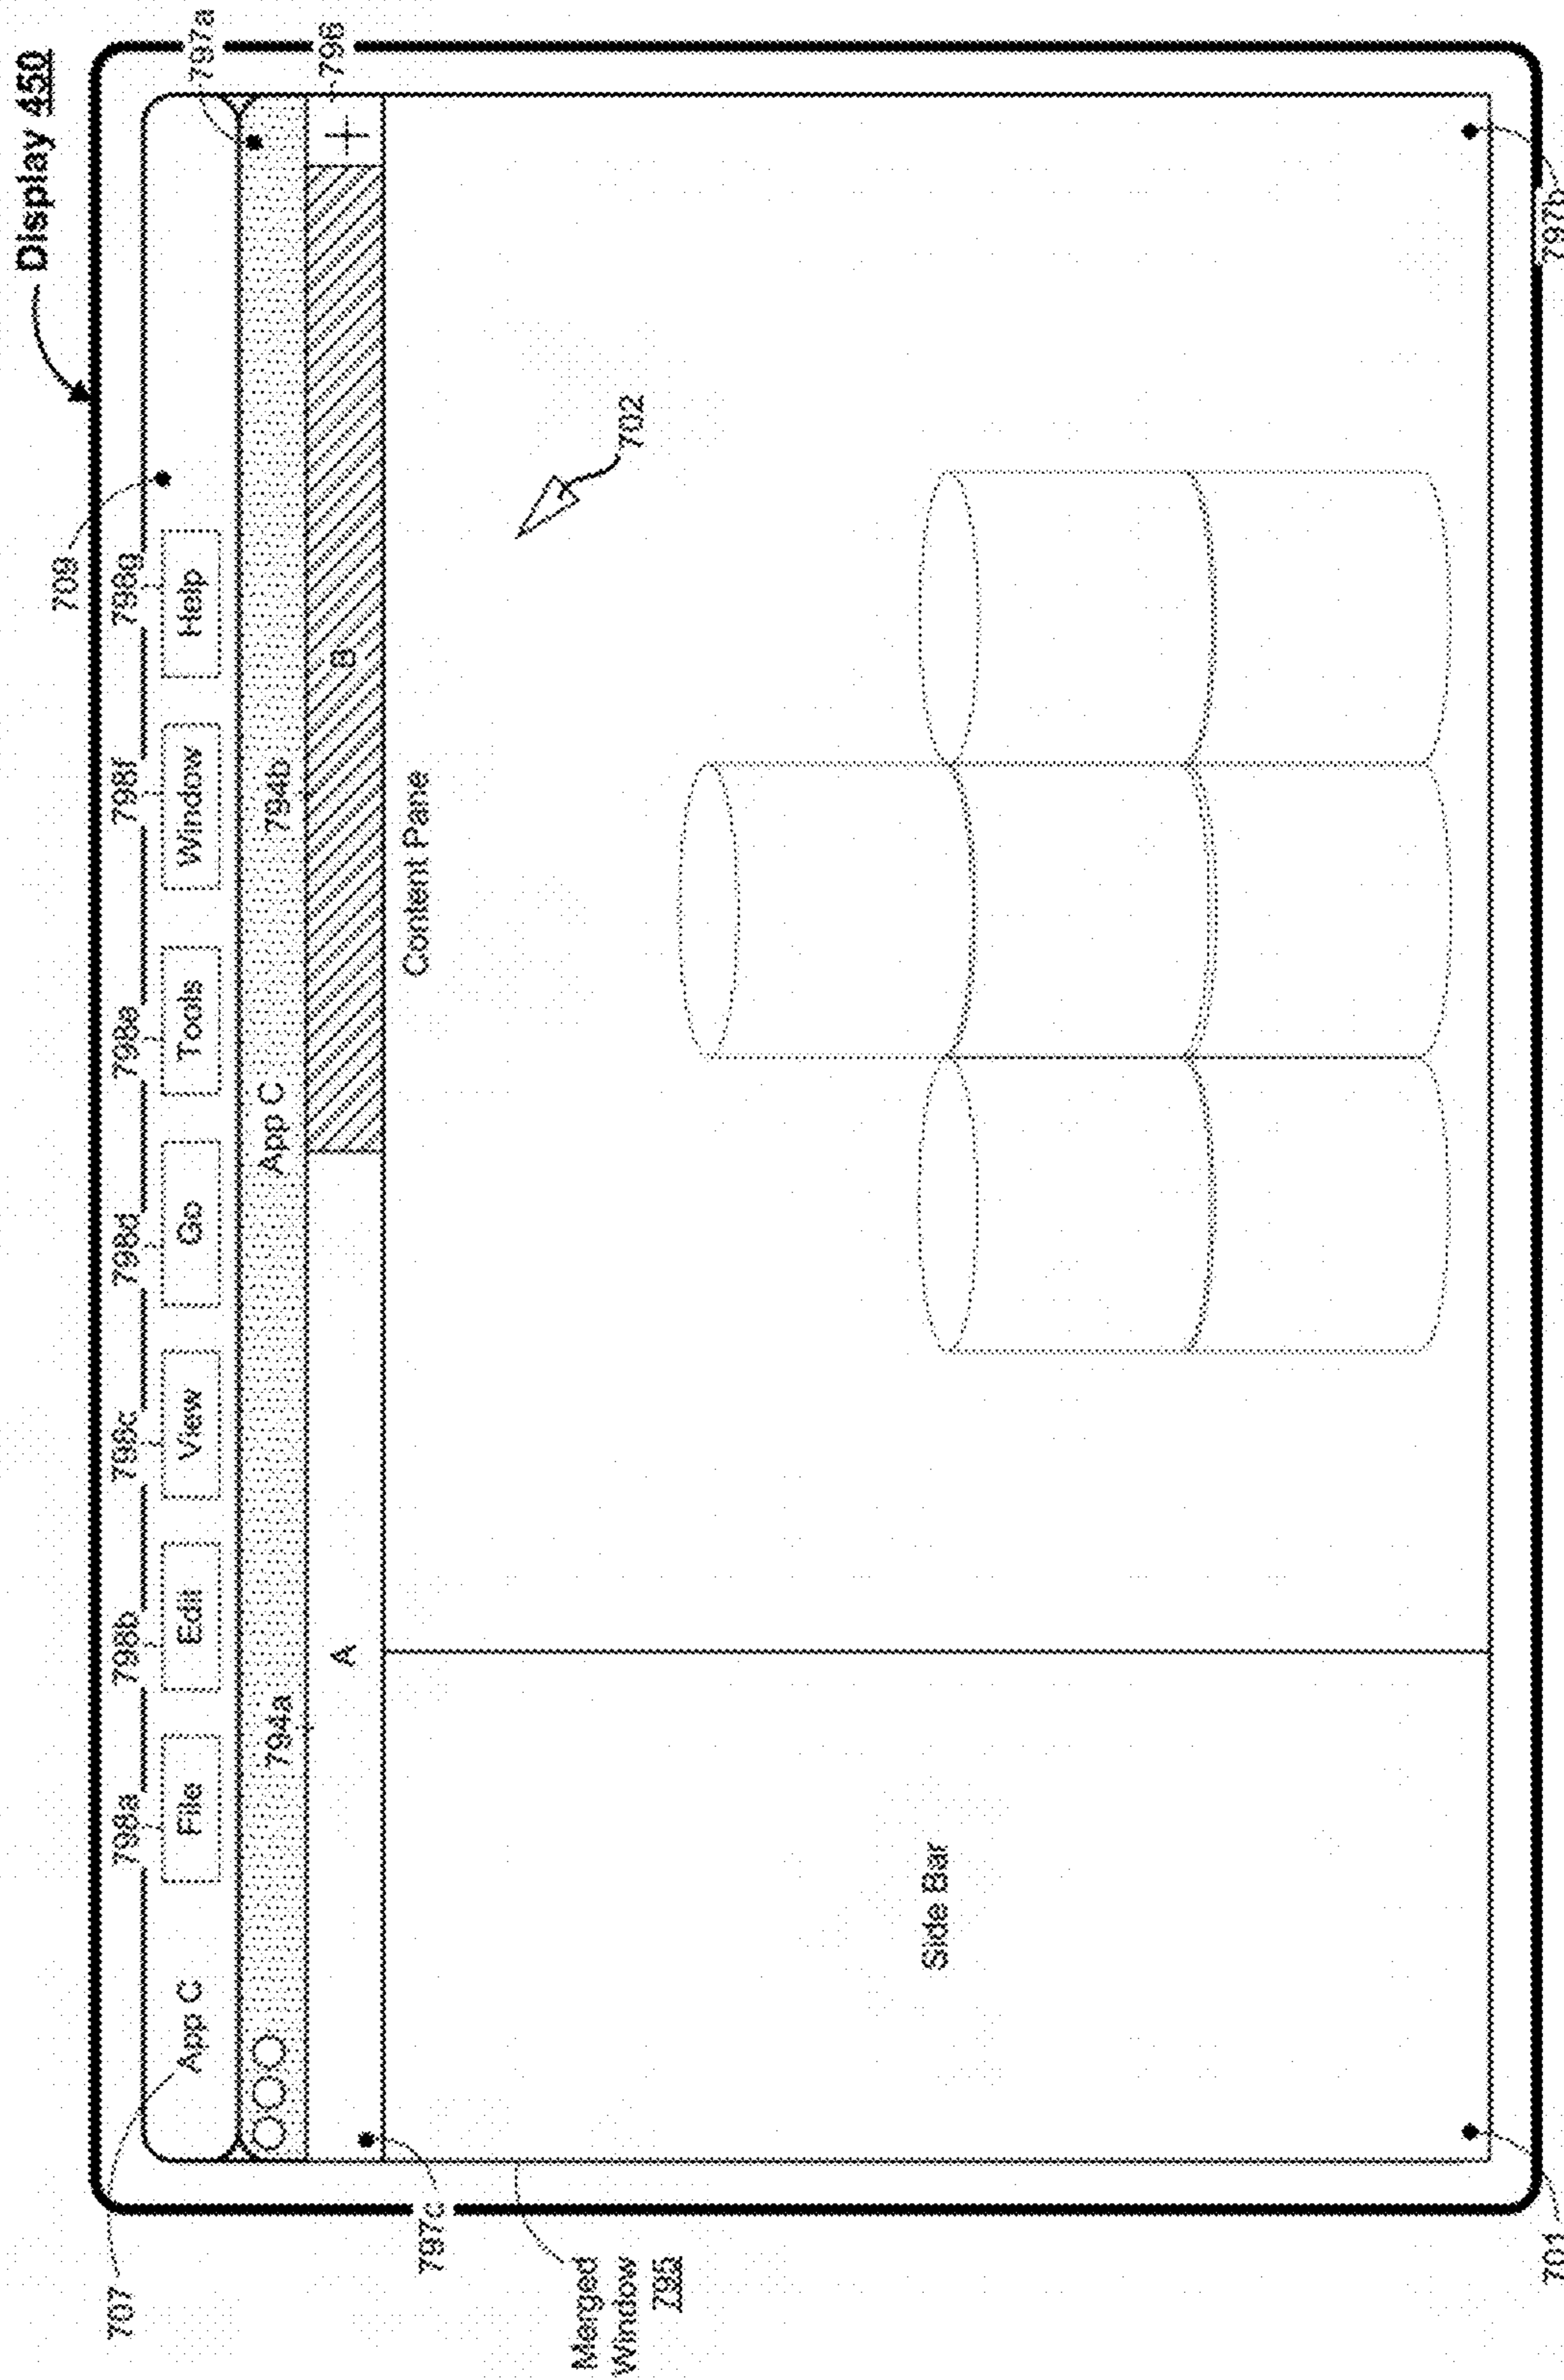 Display 450
708
707
798a 798b 798c 798d 798e 798f 798g
App C File Edit View Go Tools Window Help
797a
794a App C 794b
A B
796
797c
Content Pane
Merged
Window
795
702
Side Bar
701
797b